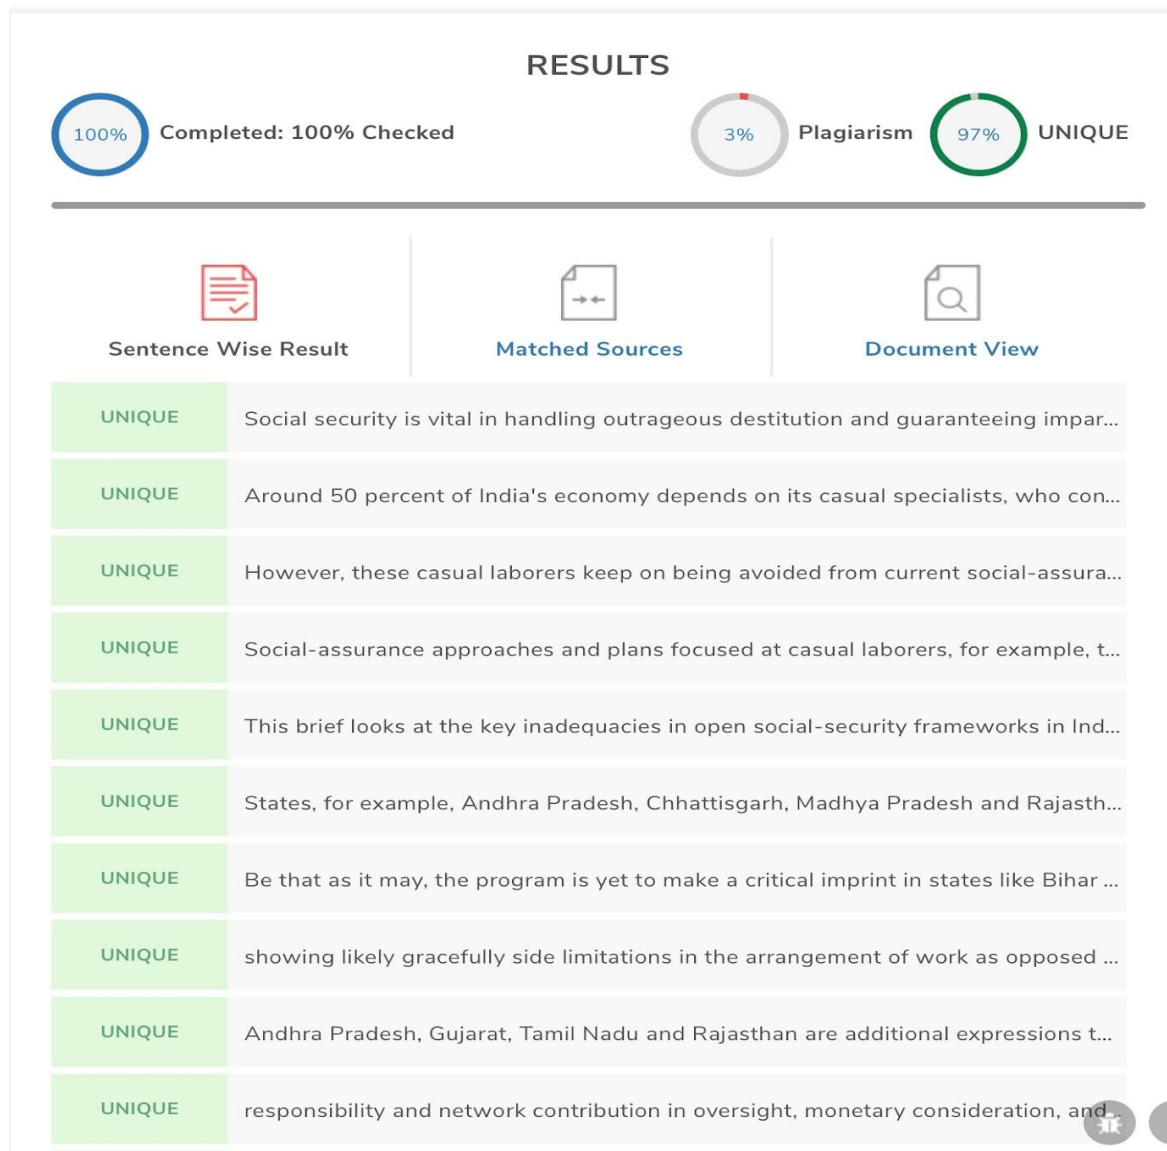 RESULTS
100% Completed: 100% Checked 3% Plagiarism 97% UNIQUE
Sentence Wise Result Matched Sources Document View
UNIQUE Social security is vital in handling outrageous destitution and guaranteeing impar...
UNIQUE Around 50 percent of India's economy depends on its casual specialists, who con...
UNIQUE However, these casual laborers keep on being avoided from current social-assura...
UNIQUE Social-assurance approaches and plans focused at casual laborers, for example, t...
UNIQUE This brief looks at the key inadequacies in open social-security frameworks in Ind...
UNIQUE States, for example, Andhra Pradesh, Chhattisgarh, Madhya Pradesh and Rajasth...
UNIQUE Be that as it may, the program is yet to make a critical imprint in states like Bihar ...
UNIQUE showing likely gracefully side limitations in the arrangement of work as opposed ...
UNIQUE Andhra Pradesh, Gujarat, Tamil Nadu and Rajasthan are additional expressions t...
UNIQUE responsibility and network contribution in oversight, monetary consideration, and...